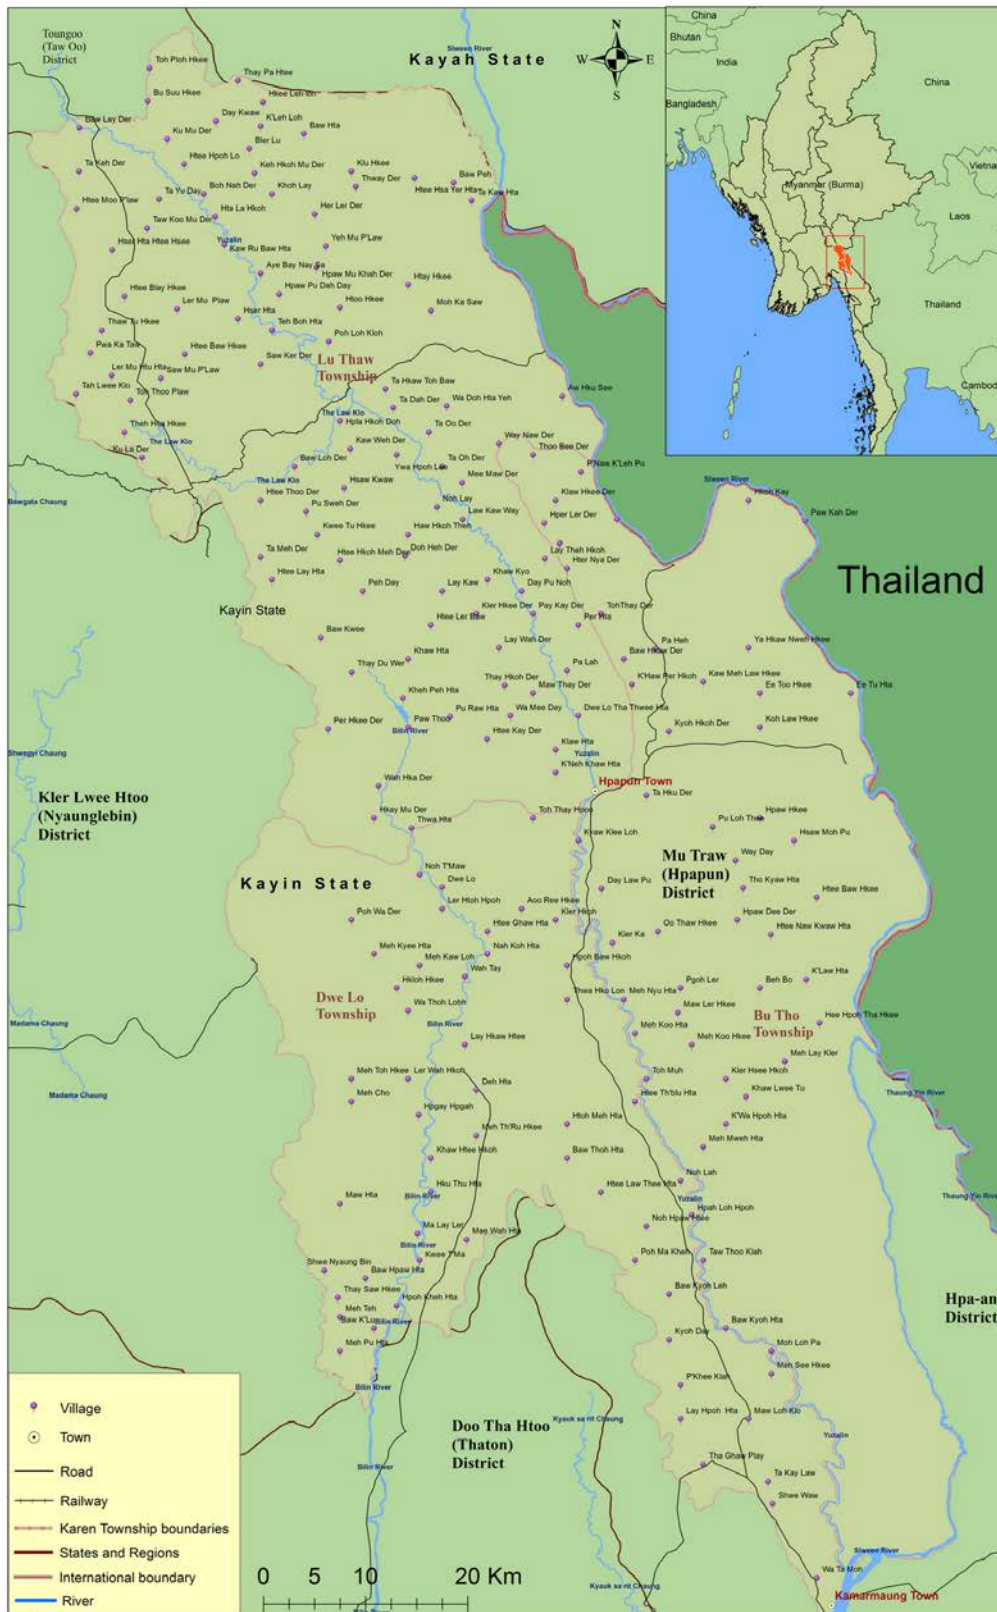 Toungoo
(Taw Oo)
District
Slween River
Kayah State
N
W
E
S
China
Bhutan
India
China
Bangladesh
Vietnam
Myanmar (Burma)
Laos
Thailand
Cambodia
Toh Ploh Hkee
Thay Pa Htee
Bu Suu Hkee
Day Kwaw
K'Leh Loh
Baw Lay Der
Baw Hta
Ku Mu Der
Bler Lu
Htee Hpoh Lo
Keh Hkoh Mu Der
Klu Hkee
Ta Keh Der
Thway Der
Baw Peh
Htee Hsa Yer Hta
Ta Kaw Hta
Ta Yu Day
Boh Neh Der
Khoh Lay
Htee Moo P'law
Hta La Hkoh
Her Ler Der
Taw Koo Mu Der
Yuzalin
Yeh Mu P'Law
Hser Hta Htee Hsee
Kaw Ru Baw Hta
Aye Bay Nay Sa
Hpaw Mu Khah Der
Htay Hkee
Htee Blay Hkee
Hpaw Pu Dah Day
Ler Mu Plaw
Htoo Hkee
Moh Ka Saw
Hser Hta
Thaw Tu Hkee
Teh Boh Hta
Poh Loh Kloh
Pwa Ka Taw
Htee Baw Hkee
Saw Ker Der
Lu Thaw
Township
Ler Mu Htu Hta
Saw Mu P'Law
Tah Lwee Klo
Toh Thoo Plaw
Ta Hkaw Toh Baw
Aw Hku See
Ta Dah Der
Wa Doh Hta Yeh
The Law Klo
Hpla Hkoh Doh
Theh Hsa Hkee
Ta Oo Der
Way Naw Der
The Law Klo
Kaw Weh Der
Thoo Bee Der
Ku La Der
Baw Loh Der
Ywa Hpoh Loh
Ta Oh Der
P'Naw K'Leh Pu
The Law Klo
Hsaw Kwaw
Mee Maw Der
Slween River
Bawgata Chaung
Htee Thoo Der
Pu Sweh Der
Noh Lay
Klaw Hkee Der
Hkoh Kay
Law Kaw Way
Hper Ler Der
Pew Kah Der
Kwee Tu Hkee
Haw Hkoh Theh
Ta Meh Der
Htee Hkoh Meh Der
Doh Heh Der
Lay Theh Hkoh
Hter Nya Der
Htee Lay Hta
Peh Day
Lay Kaw
Khaw Kyo
Day Pu Noh
Thailand
Kayin State
Kler Hkee Der
Pay Kay Der
TohThay Der
Htee Ler Baw
Per Hta
Baw Kwee
Lay Wah Der
Pa Heh
Ya Hkaw Nweh Hkee
Khaw Hta
Baw Hkaw Der
Thay Du Wer
Pa Lah
Kheh Peh Hta
Thay Hkoh Der
Maw Thay Der
K'Haw Per Hkoh
Kaw Meh Law Hkee
Ee Too Hkee
Ee Tu Hta
Pu Raw Hta
Wa Mee Day
Dwe Lo Tha Thwee Hta
Per Hkee Der
Paw Thoo
Bilin River
Kyoh Hkoh Der
Koh Law Hkee
Htee Kay Der
Klaw Hta
Shwegyi Chaung
Yuzalin
K'Neh Khaw Hta
Wah Hka Der
Hpapun Town
Kler Lwee Htoo
(Nyaunglebin)
District
Ta Hku Der
Hkay Mu Der
Thwa Hta
Toh Thay Hpoo
Pu Loh Theh
Hpaw Hkee
Kyaw Klee Loh
Hsaw Moh Pu
Mu Traw
(Hpapun)
District
Way Day
Kayin State
Noh T'Maw
Dwe Lo
Day Law Pu
Tho Kyaw Hta
Htee Baw Hkee
Ler Htoh Hpoh
Aoo Ree Hkee
Poh Wa Der
Htee Ghaw Hta
Kler Hkoh
Hpaw Dee Der
Oo Thaw Hkee
Htee Naw Kwaw Hta
Kler Ka
Meh Kyee Hta
Nah Koh Hta
Meh Kaw Loh
Hpoh Baw Hkoh
Wah Tay
K'Law Hta
Hkloh Hkee
Thwa Hko Lon
Meh Nyu Hta
Pgoh Ler
Beh Bo
Dwe Lo
Township
Wa Thoh Lohh
Maw Ler Hkee
Bu Tho
Township
Madama Chaung
Bilin River
Hee Hpoh Tha Hkee
Lay Hkaw Htee
Meh Koo Hta
Meh Koo Hkee
Meh Lay Kler
Meh Toh Hkee
Ler Wah Hkoh
Deh Hta
Toh Muh
Kler Hsee Hkoh
Madama Chaung
Meh Cho
Htee Th'blu Hta
Khaw Lwee Tu
Thaung Yin River
Hpgay Hpgah
Htoh Meh Hta
K'Wa Hpoh Hta
Meh Th'Ru Hkee
Meh Mweh Hta
Khaw Htee Hkoh
Baw Thoh Hta
Noh Lah
Hku Thu Hta
Bilin River
Htee Law Thee Hta
Maw Hta
Yuzalin
Thaung Yin River
Hpah Loh Hpoh
Noh Hpaw Htee
Ma Lay Ler
Mee Wah Hta
Bilin River
Kwee T'Ma
Poh Ma Kheh
Taw Thoo Klah
Shwe Nyaung Bin
Baw Hpaw Hta
Thay Saw Hkee
Hpoh Kheh Hta
Baw Kyoh Leh
Hpa-an
District
Meh Teh
Baw K'Lur
Bilin River
Baw Kyoh Hta
Meh Pu Hta
Kyoh Day
Moh Loh Pa
Meh See Hkee
Bilin River
P'Khee Klah
Village
Doo Tha Htoo
(Thaton)
District
Kyauk sa rit Chaung
Lay Hpoh Hta
Maw Loh Klo
Town
Yuzalin
Bilin River
Tha Ghaw Play
Road
Ta Kay Law
Railway
Shwe Waw
Karen Township boundaries
States and Regions
Slween River
International boundary
0 5 10 20 Km
Wa Ta Moh
Kyauk sa rit Chaung
River
Kamarmaung Town